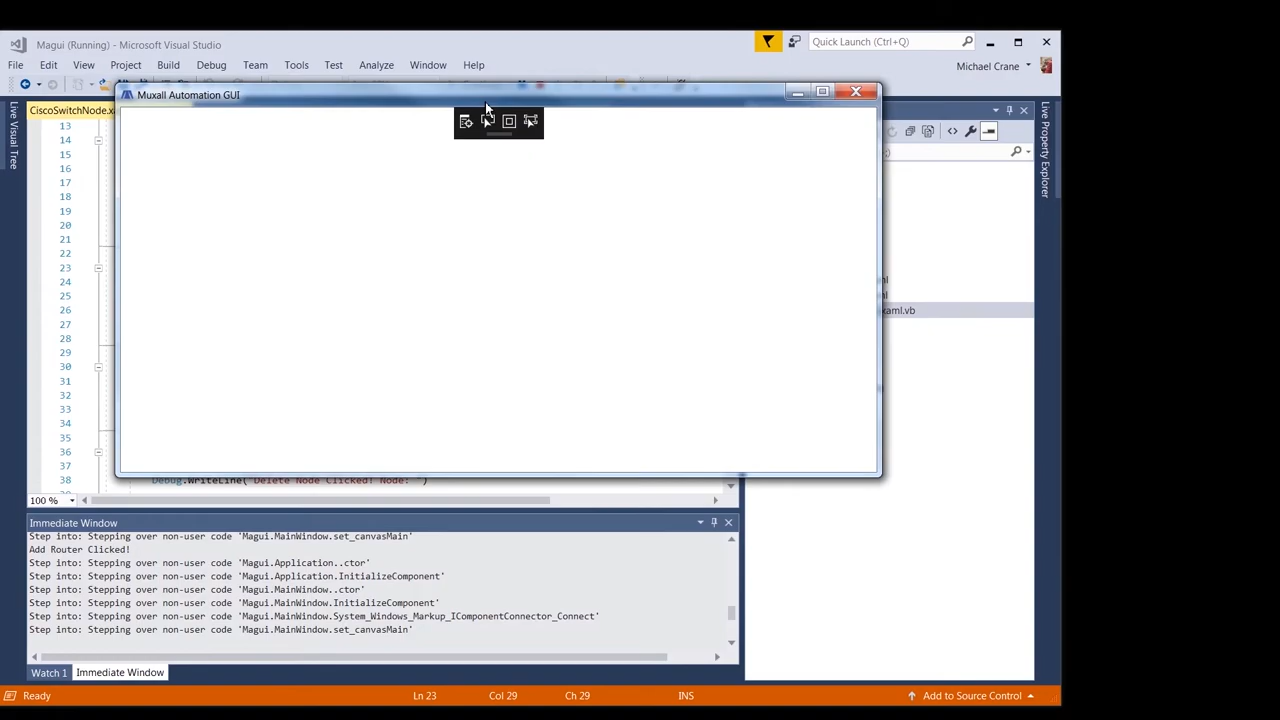 Magui (Running) - Microsoft Visual Studio
Quick Launch (Ctrl+Q)
File Edit View Project Build Debug Team Tools Test Analyze Window Help
Michael Crane
Muxall Automation GUI
CiscoSwitchNode.x
Live Visual Tree
Live Property Explorer
13
14
15
16
17
18
19
20
21
22
23
24
25
26
xaml.vb
27
28
29
30
31
32
33
34
35
36
37
38 Debug.WriteLine("Delete Node Clicked! Node: ")
100 %
Immediate Window
Step into: Stepping over non-user code 'Magui.MainWindow.set_canvasMain'
Add Router Clicked!
Step into: Stepping over non-user code 'Magui.Application..ctor'
Step into: Stepping over non-user code 'Magui.Application.InitializeComponent'
Step into: Stepping over non-user code 'Magui.MainWindow..ctor'
Step into: Stepping over non-user code 'Magui.MainWindow.InitializeComponent'
Step into: Stepping over non-user code 'Magui.MainWindow.System_Windows_Markup_IComponentConnector_Connect'
Step into: Stepping over non-user code 'Magui.MainWindow.set_canvasMain'
Watch 1 Immediate Window
Ready Ln 23 Col 29 Ch 29 INS Add to Source Control